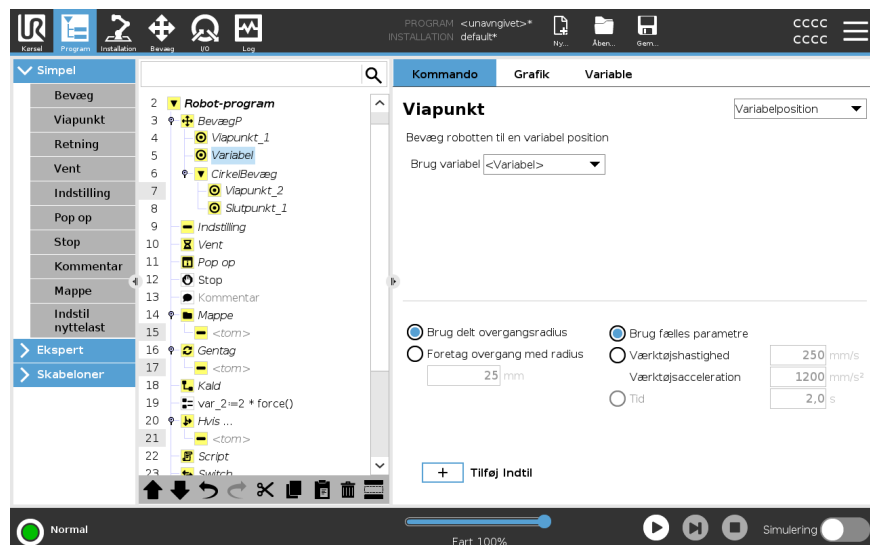 PROGRAM <unavngivet>*
INSTALLATION default*
Kørsel
Program
Installation
Bevæg
I/O
Log
Ny...
Åben...
Gem...
CCCC
CCCC
Simpel
Bevæg
Viapunkt
Retning
Vent
Indstilling
Pop op
Stop
Kommentar
Mappe
Indstil
nyttelast
Ekspert
Skabeloner
2 Robot-program
3 BevægP
4 Viapunkt_1
5 Variabel
6 CirkelBevæg
7 Viapunkt_2
8 Slutpunkt_1
9 Indstilling
10 Vent
11 Pop op
12 Stop
13 Kommentar
14 Mappe
15 <tom>
16 Gentag
17 <tom>
18 Kald
19 var_2:=2 * force()
20 Hvis ...
21 <tom>
22 Script
23 Switch
Kommando
Grafik
Variable
Viapunkt
Variabelposition
Bevæg robotten til en variabel position
Brug variabel <Variabel>
Brug delt overgangsradius
Foretag overgang med radius
25 mm
Brug fælles parametre
Værktøjshastighed 250 mm/s
Værktøjsacceleration 1200 mm/s²
Tid 2,0 s
+ Tilføj Indtil
Normal
Fart 100%
Simulering